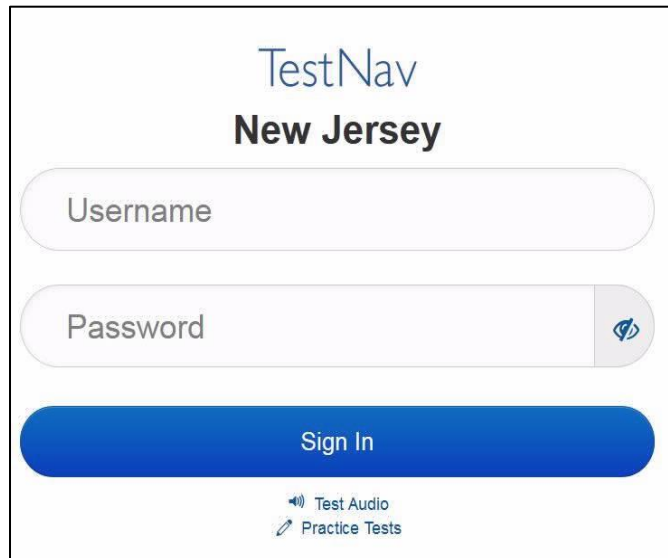 TestNav
New Jersey
Username
Password
Sign In
Test Audio
Practice Tests